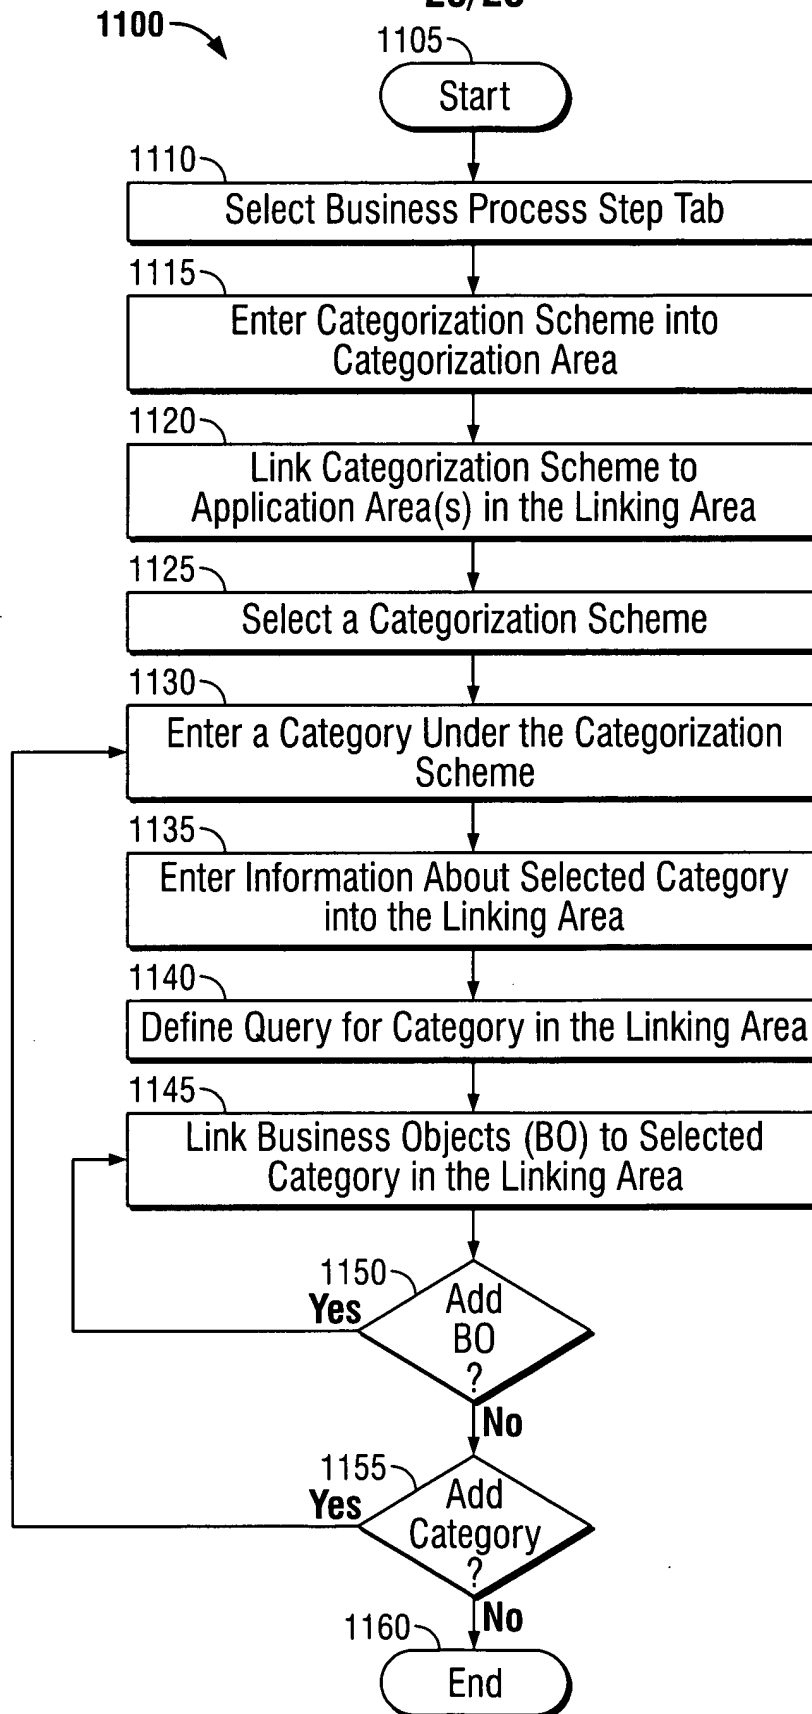 1100
1105
Start
1110
Select Business Process Step Tab
1115
Enter Categorization Scheme into
Categorization Area
1120
Link Categorization Scheme to
Application Area(s) in the Linking Area
1125
Select a Categorization Scheme
1130
Enter a Category Under the Categorization
Scheme
1135
Enter Information About Selected Category
into the Linking Area
1140
Define Query for Category in the Linking Area
1145
Link Business Objects (BO) to Selected
Category in the Linking Area
1150
Yes
Add
BO
?
No
1155
Yes
Add
Category
?
No
1160
End